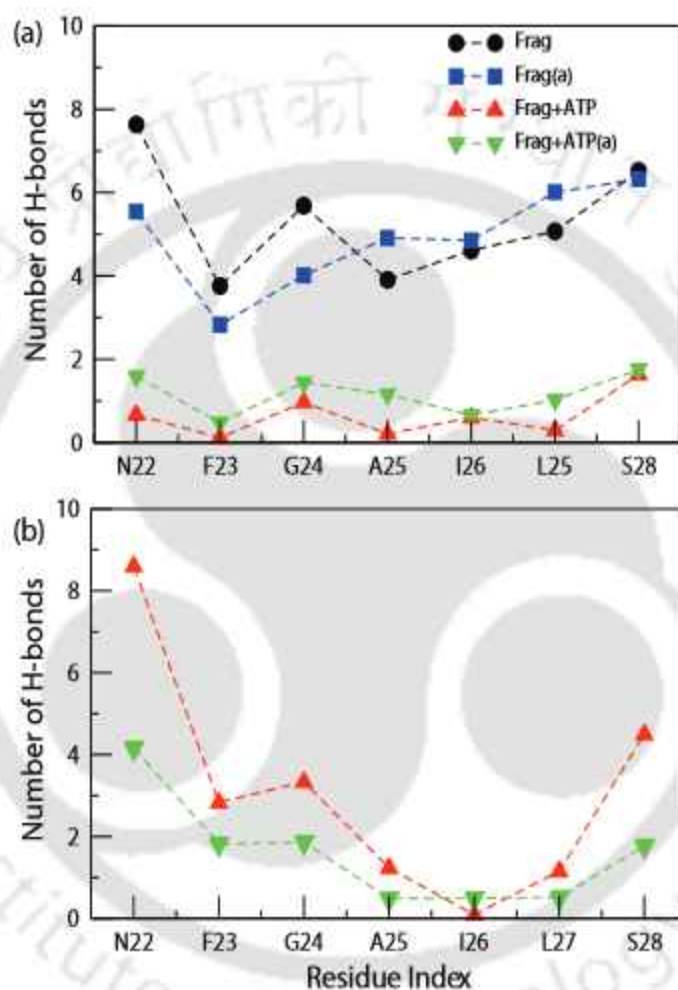 (a)
10
8
6
4
2
0
Number of H-bonds
Frag
Frag(a)
Frag+ATP
Frag+ATP(a)
N22 F23 G24 A25 I26 L25 S28
(b)
10
8
6
4
2
0
Number of H-bonds
N22 F23 G24 A25 I26 L27 S28
Residue Index